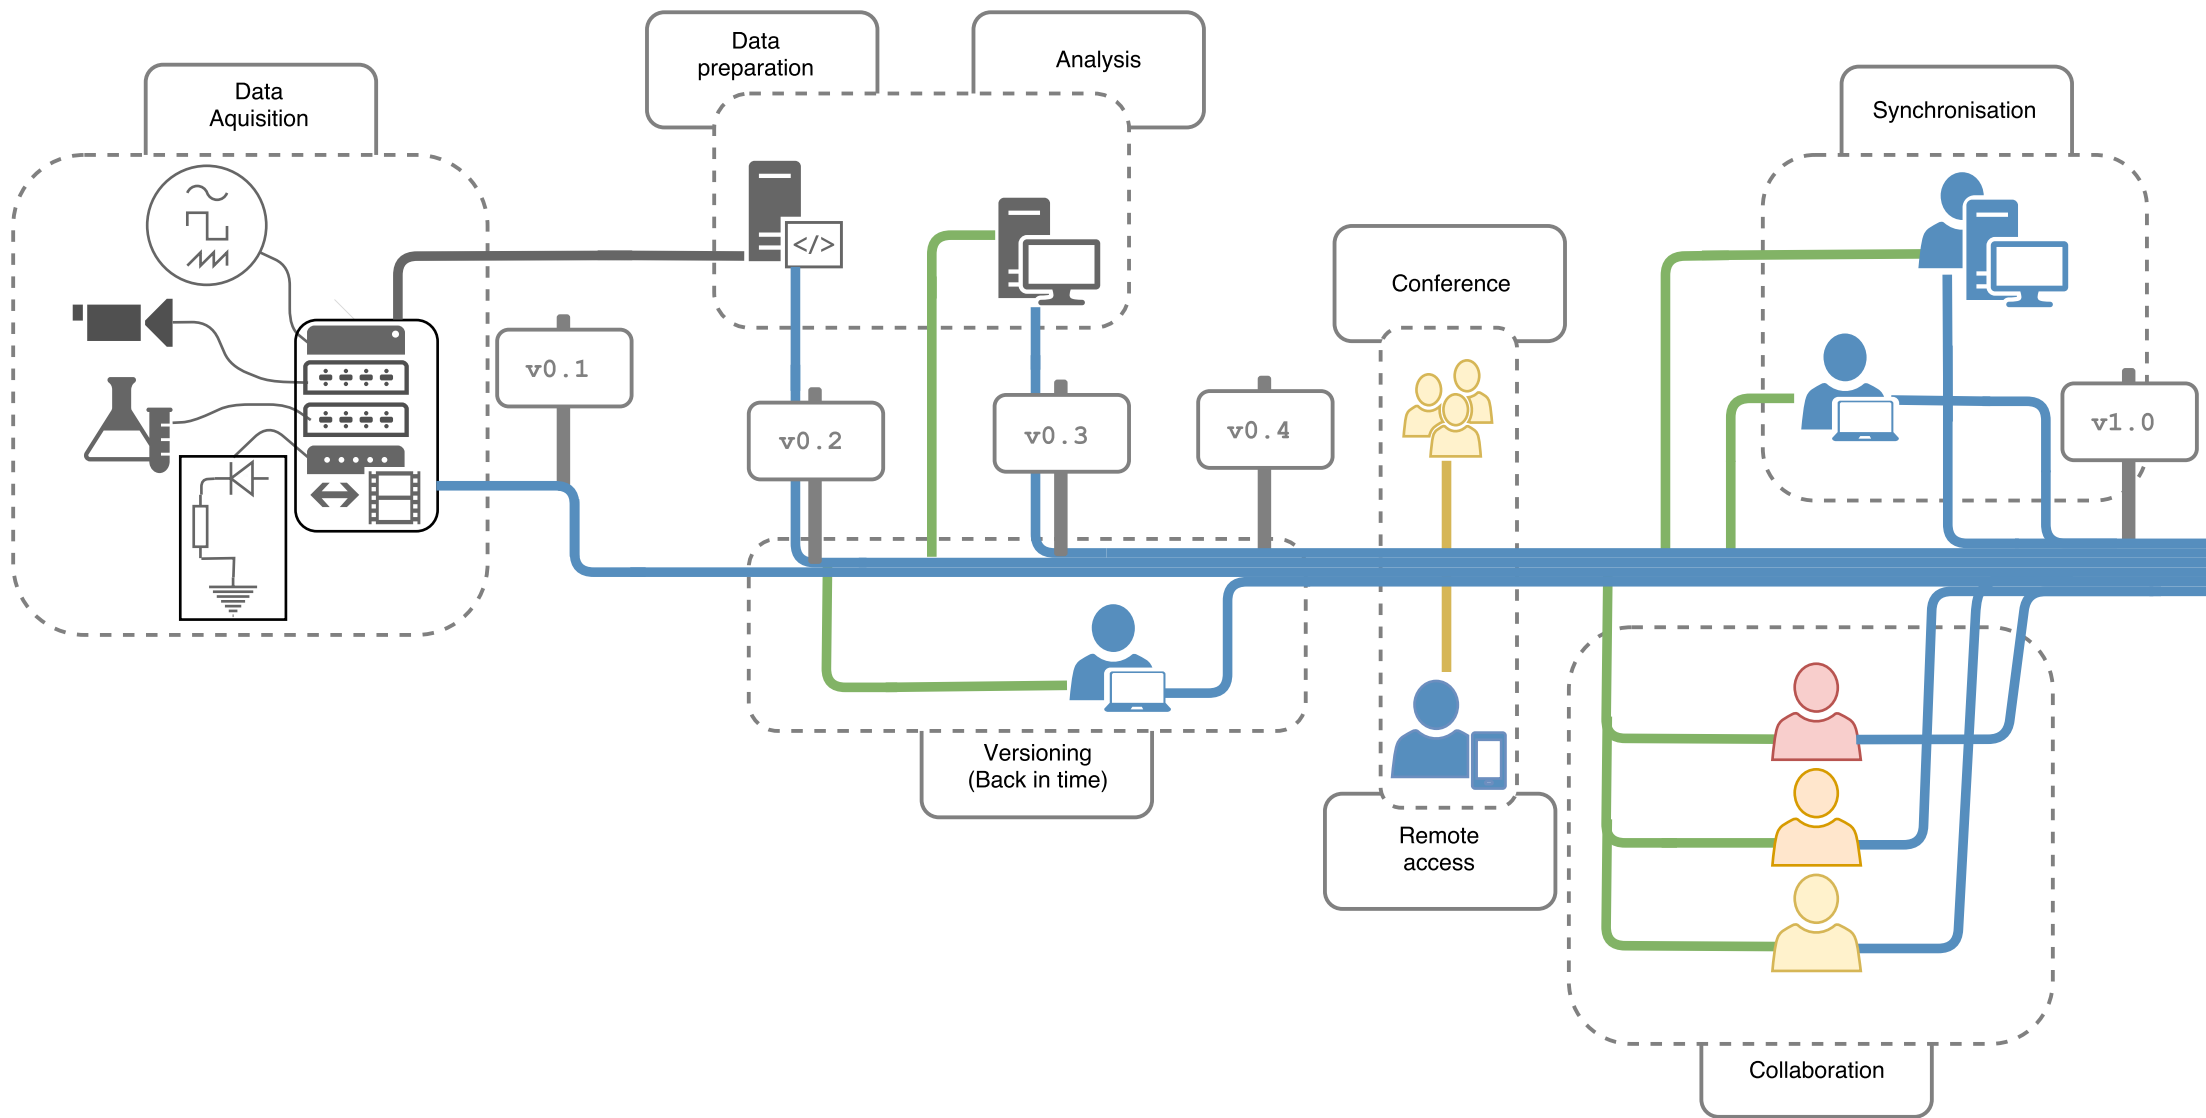 Data
Aquisition
Data
preparation
Analysis
</>
v0.1
v0.2
v0.3
v0.4
Conference
Synchronisation
v1.0
Versioning
(Back in time)
Remote
access
Collaboration